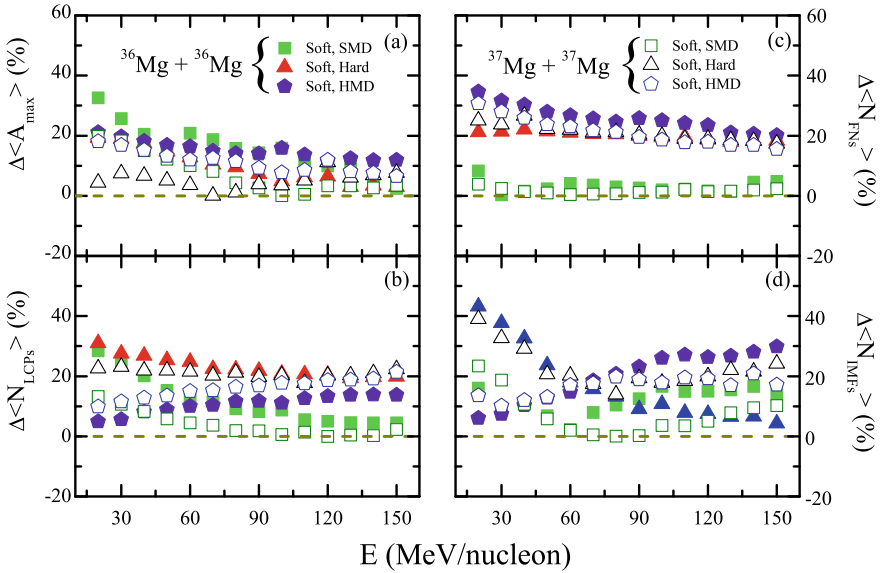 60
40
20
0
-20
Δ<A_max> (%)
(a)
³⁶Mg + ³⁶Mg
Soft, SMD
Soft, Hard
Soft, HMD
(c)
³⁷Mg + ³⁷Mg
Soft, SMD
Soft, Hard
Soft, HMD
60
40
20
0
-20
Δ<N_FNs> (%)
40
20
0
-20
Δ<N_LCPs> (%)
(b)
(d)
40
20
0
-20
Δ<N_IMFs> (%)
30 60 90 120 150
30 60 90 120 150
E (MeV/nucleon)